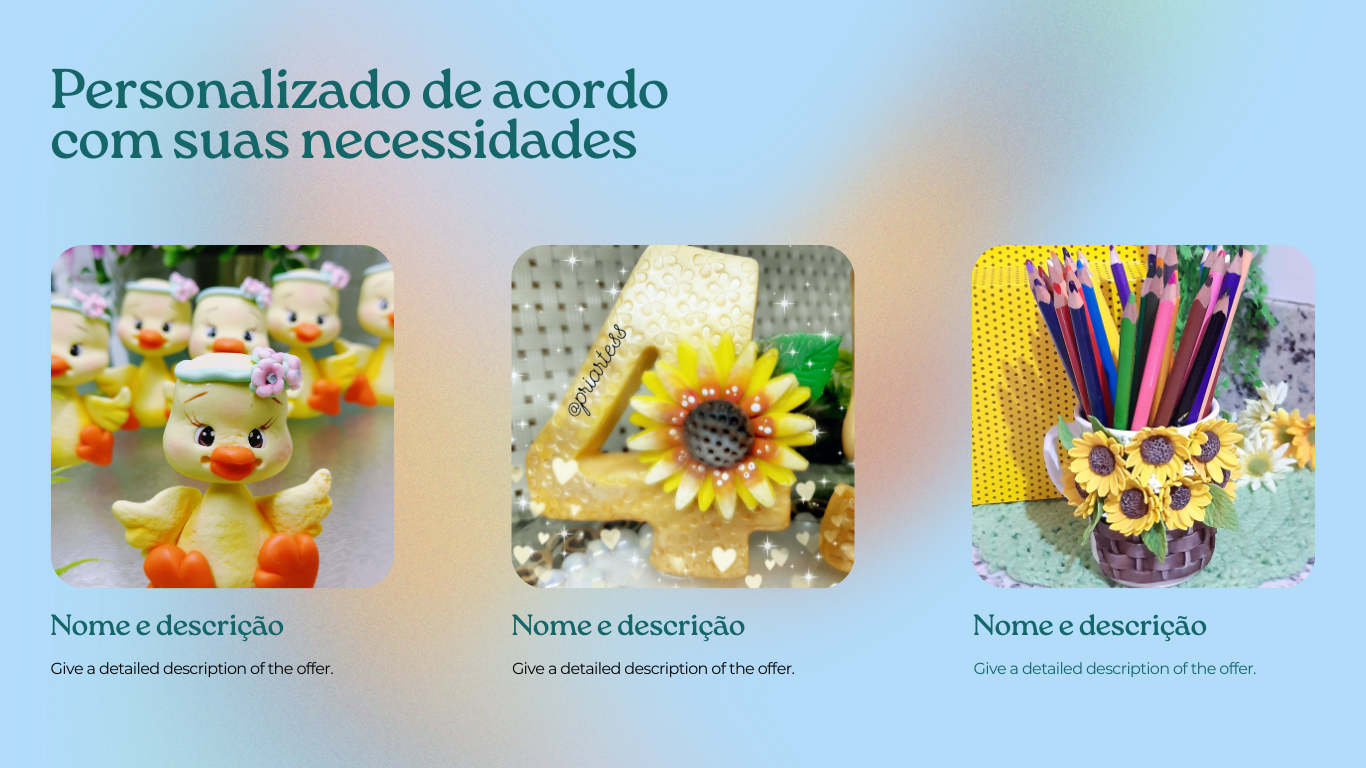 Personalizado de acordo
com suas necessidades
@priartess
Nome e descrição
Give a detailed description of the offer.
Nome e descrição
Give a detailed description of the offer.
Nome e descrição
Give a detailed description of the offer.